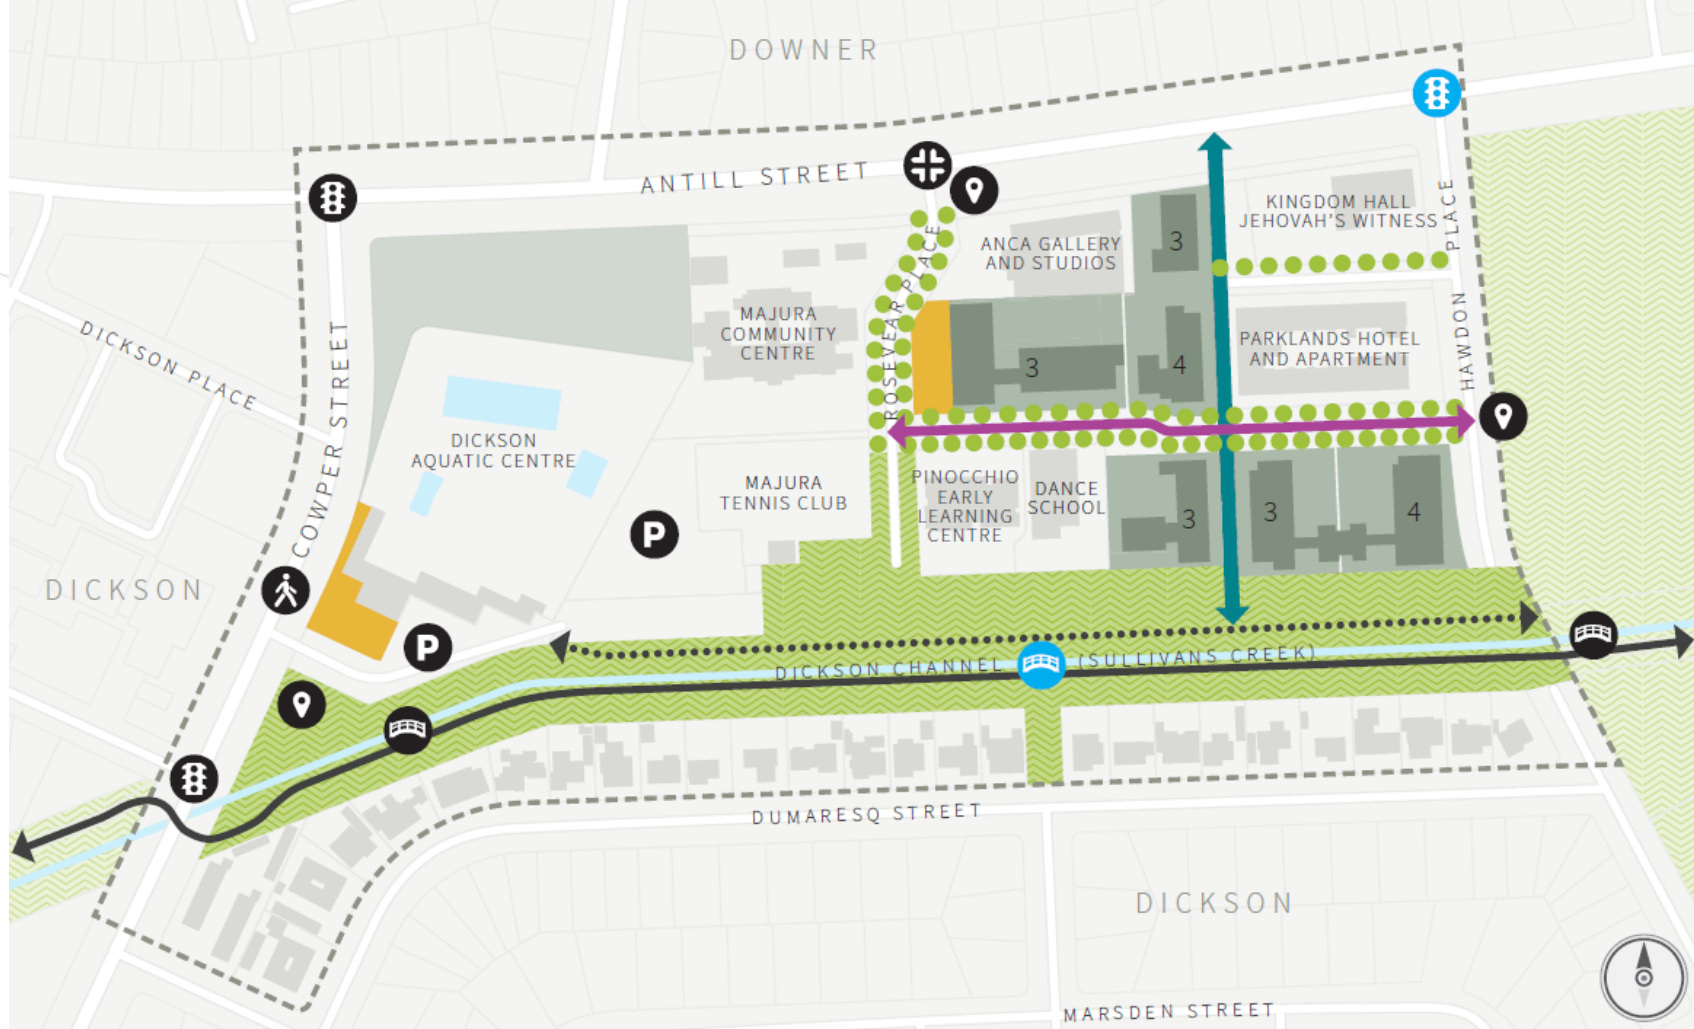 DOWNER
ANTILL STREET
KINGDOM HALL
JEHOVAH'S WITNESS
HAWDON PLACE
3
ANCA GALLERY
AND STUDIOS
ROSEVEAR PLACE
MAJURA
COMMUNITY
CENTRE
DICKSON PLACE
COWPER STREET
3
4
PARKLANDS HOTEL
AND APARTMENT
DICKSON
AQUATIC CENTRE
MAJURA
TENNIS CLUB
P
PINOCCHIO
EARLY
LEARNING
CENTRE
DANCE
SCHOOL
3
3
4
DICKSON
P
DICKSON CHANNEL (SULLIVANS CREEK)
DUMARESQ STREET
DICKSON
MARSDEN STREET